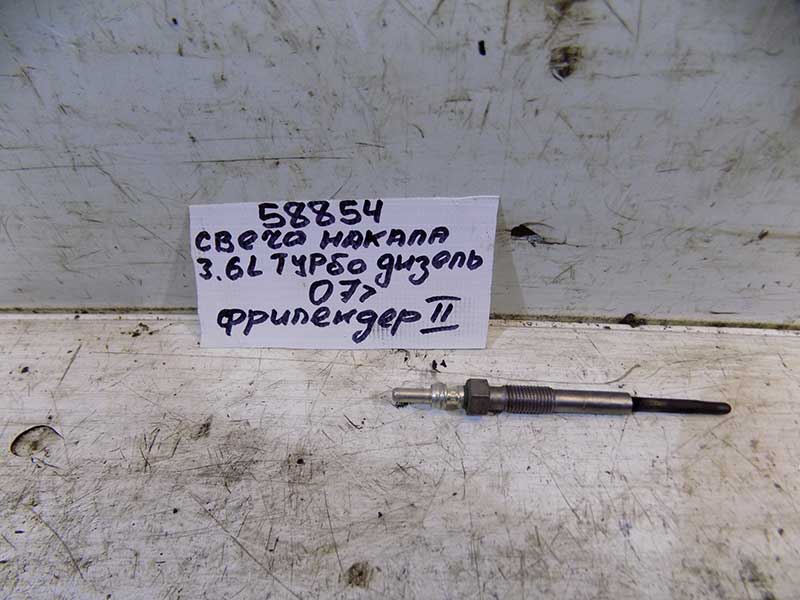 58854
СВеча НАКАЛА
3.6L ТУРБО ДИЗЕЛЬ
07>
ФРИЛЕНДЕР II